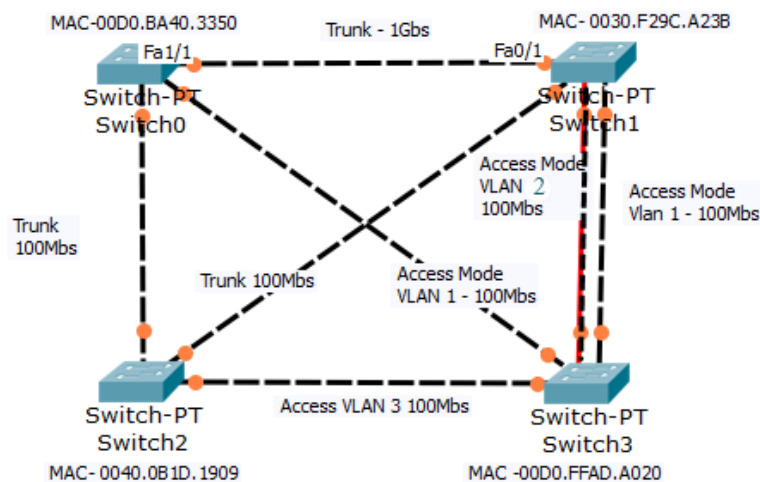 MAC-00D0.BA40.3350
MAC- 0030.F29C.A23B
Trunk - 1Gbs
Fa1/1
Fa0/1
Switch-PT
Switch0
Switch-PT
Switch1
Access Mode
VLAN 2
100Mbs
Access Mode
Vlan 1 - 100Mbs
Trunk
100Mbs
Trunk 100Mbs
Access Mode
VLAN 1 - 100Mbs
Access VLAN 3 100Mbs
Switch-PT
Switch2
Switch-PT
Switch3
MAC- 0040.0B1D.1909
MAC -00D0.FFAD.A020